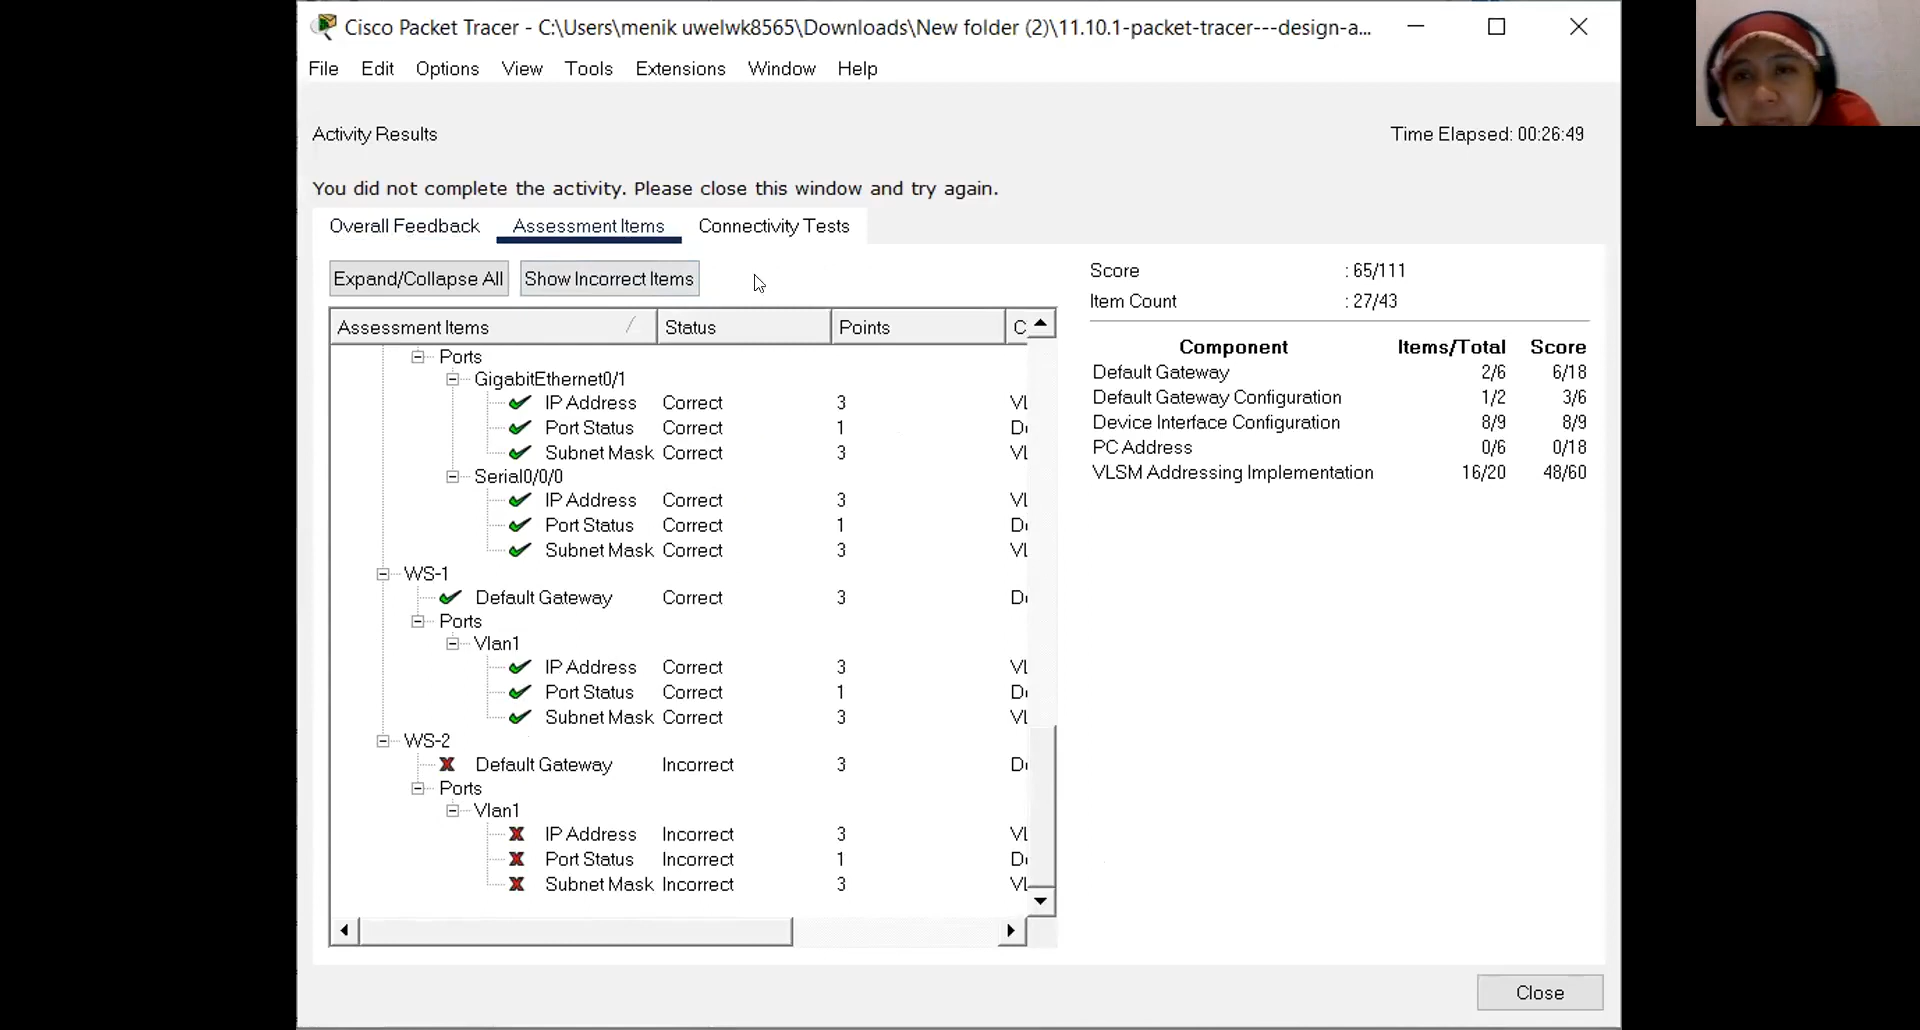 Cisco Packet Tracer - C:\Users\menik uwelwk8565\Downloads\New folder (2)\11.10.1-packet-tracer---design-a...
File Edit Options View Tools Extensions Window Help
Activity Results
Time Elapsed: 00:26:49
You did not complete the activity. Please close this window and try again.
Overall Feedback Assessment Items Connectivity Tests
Expand/Collapse All Show Incorrect Items
Assessment Items Status Points C
Ports
GigabitEthernet0/1
IP Address Correct 3 VL
Port Status Correct 1 D
Subnet Mask Correct 3 VL
Serial0/0/0
IP Address Correct 3 VL
Port Status Correct 1 D
Subnet Mask Correct 3 VL
WS-1
Default Gateway Correct 3 D
Ports
Vlan1
IP Address Correct 3 VL
Port Status Correct 1 D
Subnet Mask Correct 3 VL
WS-2
Default Gateway Incorrect 3 D
Ports
Vlan1
IP Address Incorrect 3 VL
Port Status Incorrect 1 D
Subnet Mask Incorrect 3 VL
Score : 65/111
Item Count : 27/43
Component Items/Total Score
Default Gateway 2/6 6/18
Default Gateway Configuration 1/2 3/6
Device Interface Configuration 8/9 8/9
PC Address 0/6 0/18
VLSM Addressing Implementation 16/20 48/60
Close